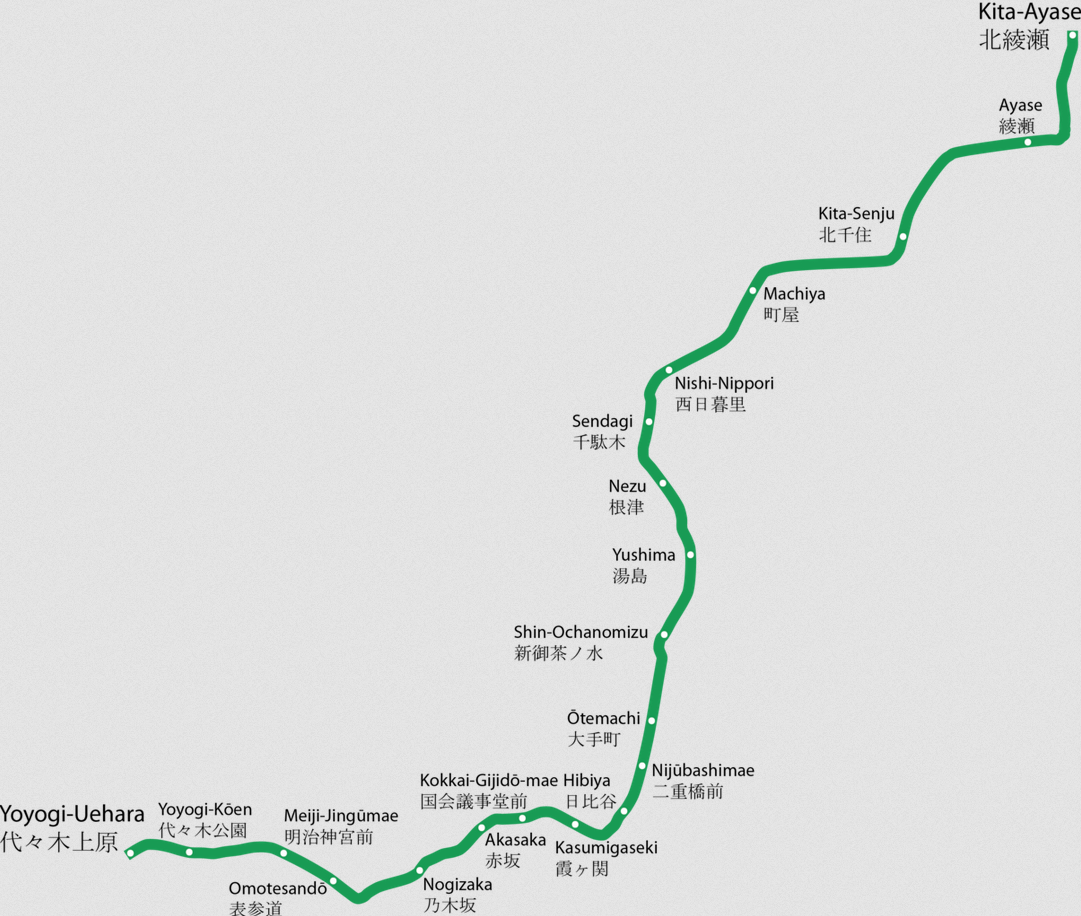 Kita-Ayase
北綾瀬
Ayase
綾瀬
Kita-Senju
北千住
Machiya
町屋
Nishi-Nippori
西日暮里
Sendagi
千駄木
Nezu
根津
Yushima
湯島
Shin-Ochanomizu
新御茶ノ水
Ōtemachi
大手町
Nijūbashimae
二重橋前
Hibiya
日比谷
Kasumigaseki
霞ヶ関
Kokkai-Gijidō-mae
国会議事堂前
Akasaka
赤坂
Nogizaka
乃木坂
Omotesandō
表参道
Meiji-Jingūmae
明治神宮前
Yoyogi-Kōen
代々木公園
Yoyogi-Uehara
代々木上原